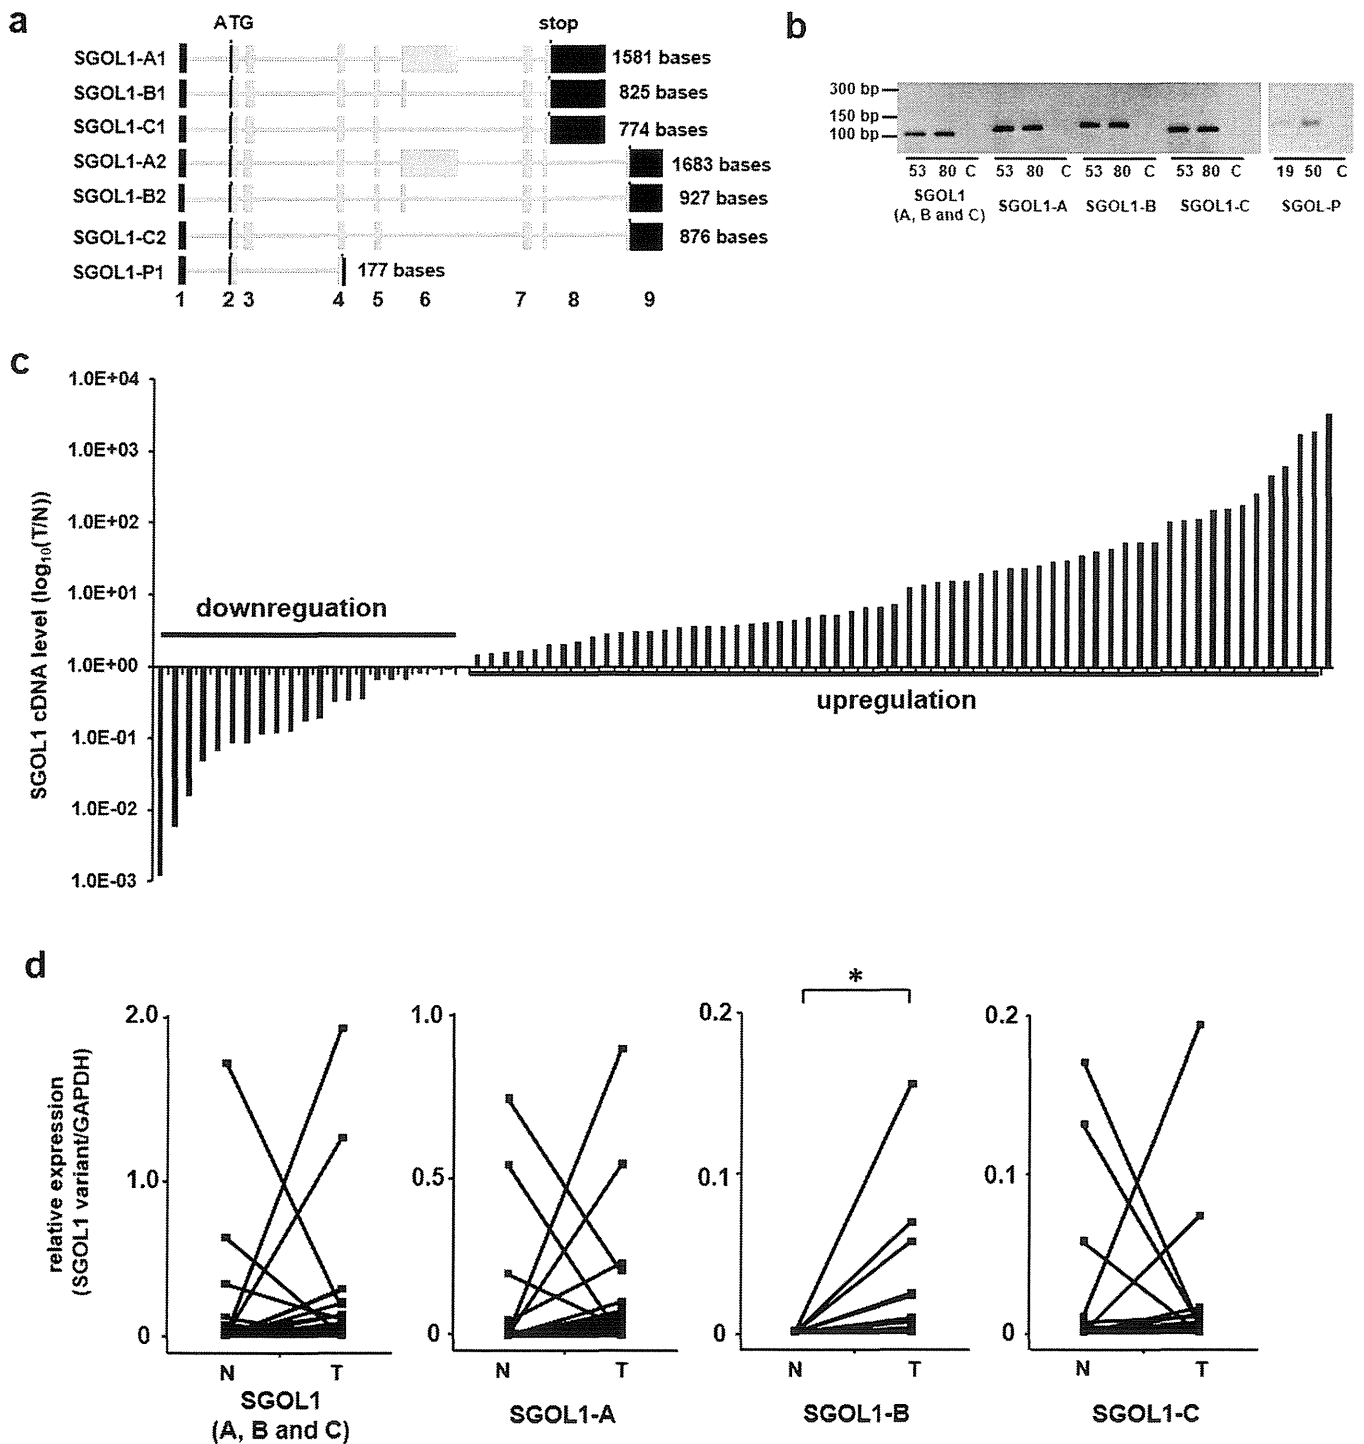 a
ATG stop
SGOL1-A1 1581 bases
SGOL1-B1 825 bases
SGOL1-C1 774 bases
SGOL1-A2 1683 bases
SGOL1-B2 927 bases
SGOL1-C2 876 bases
SGOL1-P1 177 bases
1 2 3 4 5 6 7 8 9
b
300 bp
150 bp
100 bp
53 80 C 53 80 C 53 80 C 53 80 C 19 50 C
SGOL1
(A, B and C)
SGOL1-A SGOL1-B SGOL1-C SGOL-P
c
SGOL1 cDNA level (log₁₀(T/N))
1.0E+04
1.0E+03
1.0E+02
1.0E+01
1.0E+00
1.0E-01
1.0E-02
1.0E-03
downreguation
upregulation
d
relative expression
(SGOL1 variant/GAPDH)
2.0
1.0
0
N T
SGOL1
(A, B and C)
1.0
0.5
0
N T
SGOL1-A
*
0.2
0.1
0
N T
SGOL1-B
0.2
0.1
0
N T
SGOL1-C